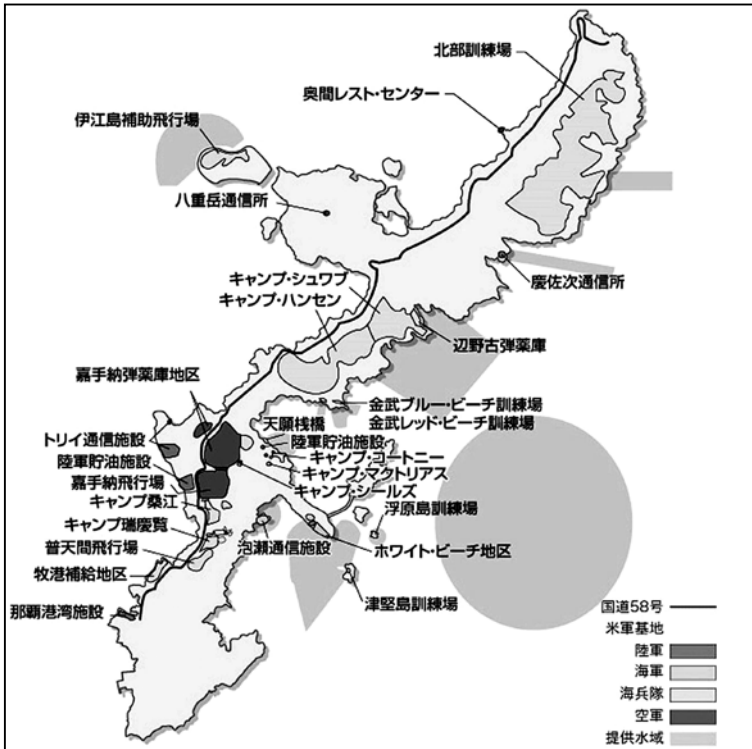 北部訓練場
奥間レスト・センター
伊江島補助飛行場
八重岳通信所
慶佐次通信所
キャンプ・シュワブ
キャンプ・ハンセン
辺野古弾薬庫
嘉手納弾薬庫地区
金武ブルー・ビーチ訓練場
金武レッド・ビーチ訓練場
天願桟橋
トリイ通信施設
陸軍貯油施設
キャンプ・コートニー
陸軍貯油施設
キャンプ・マクトリアス
嘉手納飛行場
キャンプ・シールズ
キャンプ桑江
浮原島訓練場
キャンプ瑞慶覧
泡瀬通信施設
ホワイト・ビーチ地区
普天間飛行場
牧港補給地区
津堅島訓練場
那覇港湾施設
国道58号
米軍基地
陸軍
海軍
海兵隊
空軍
提供水域